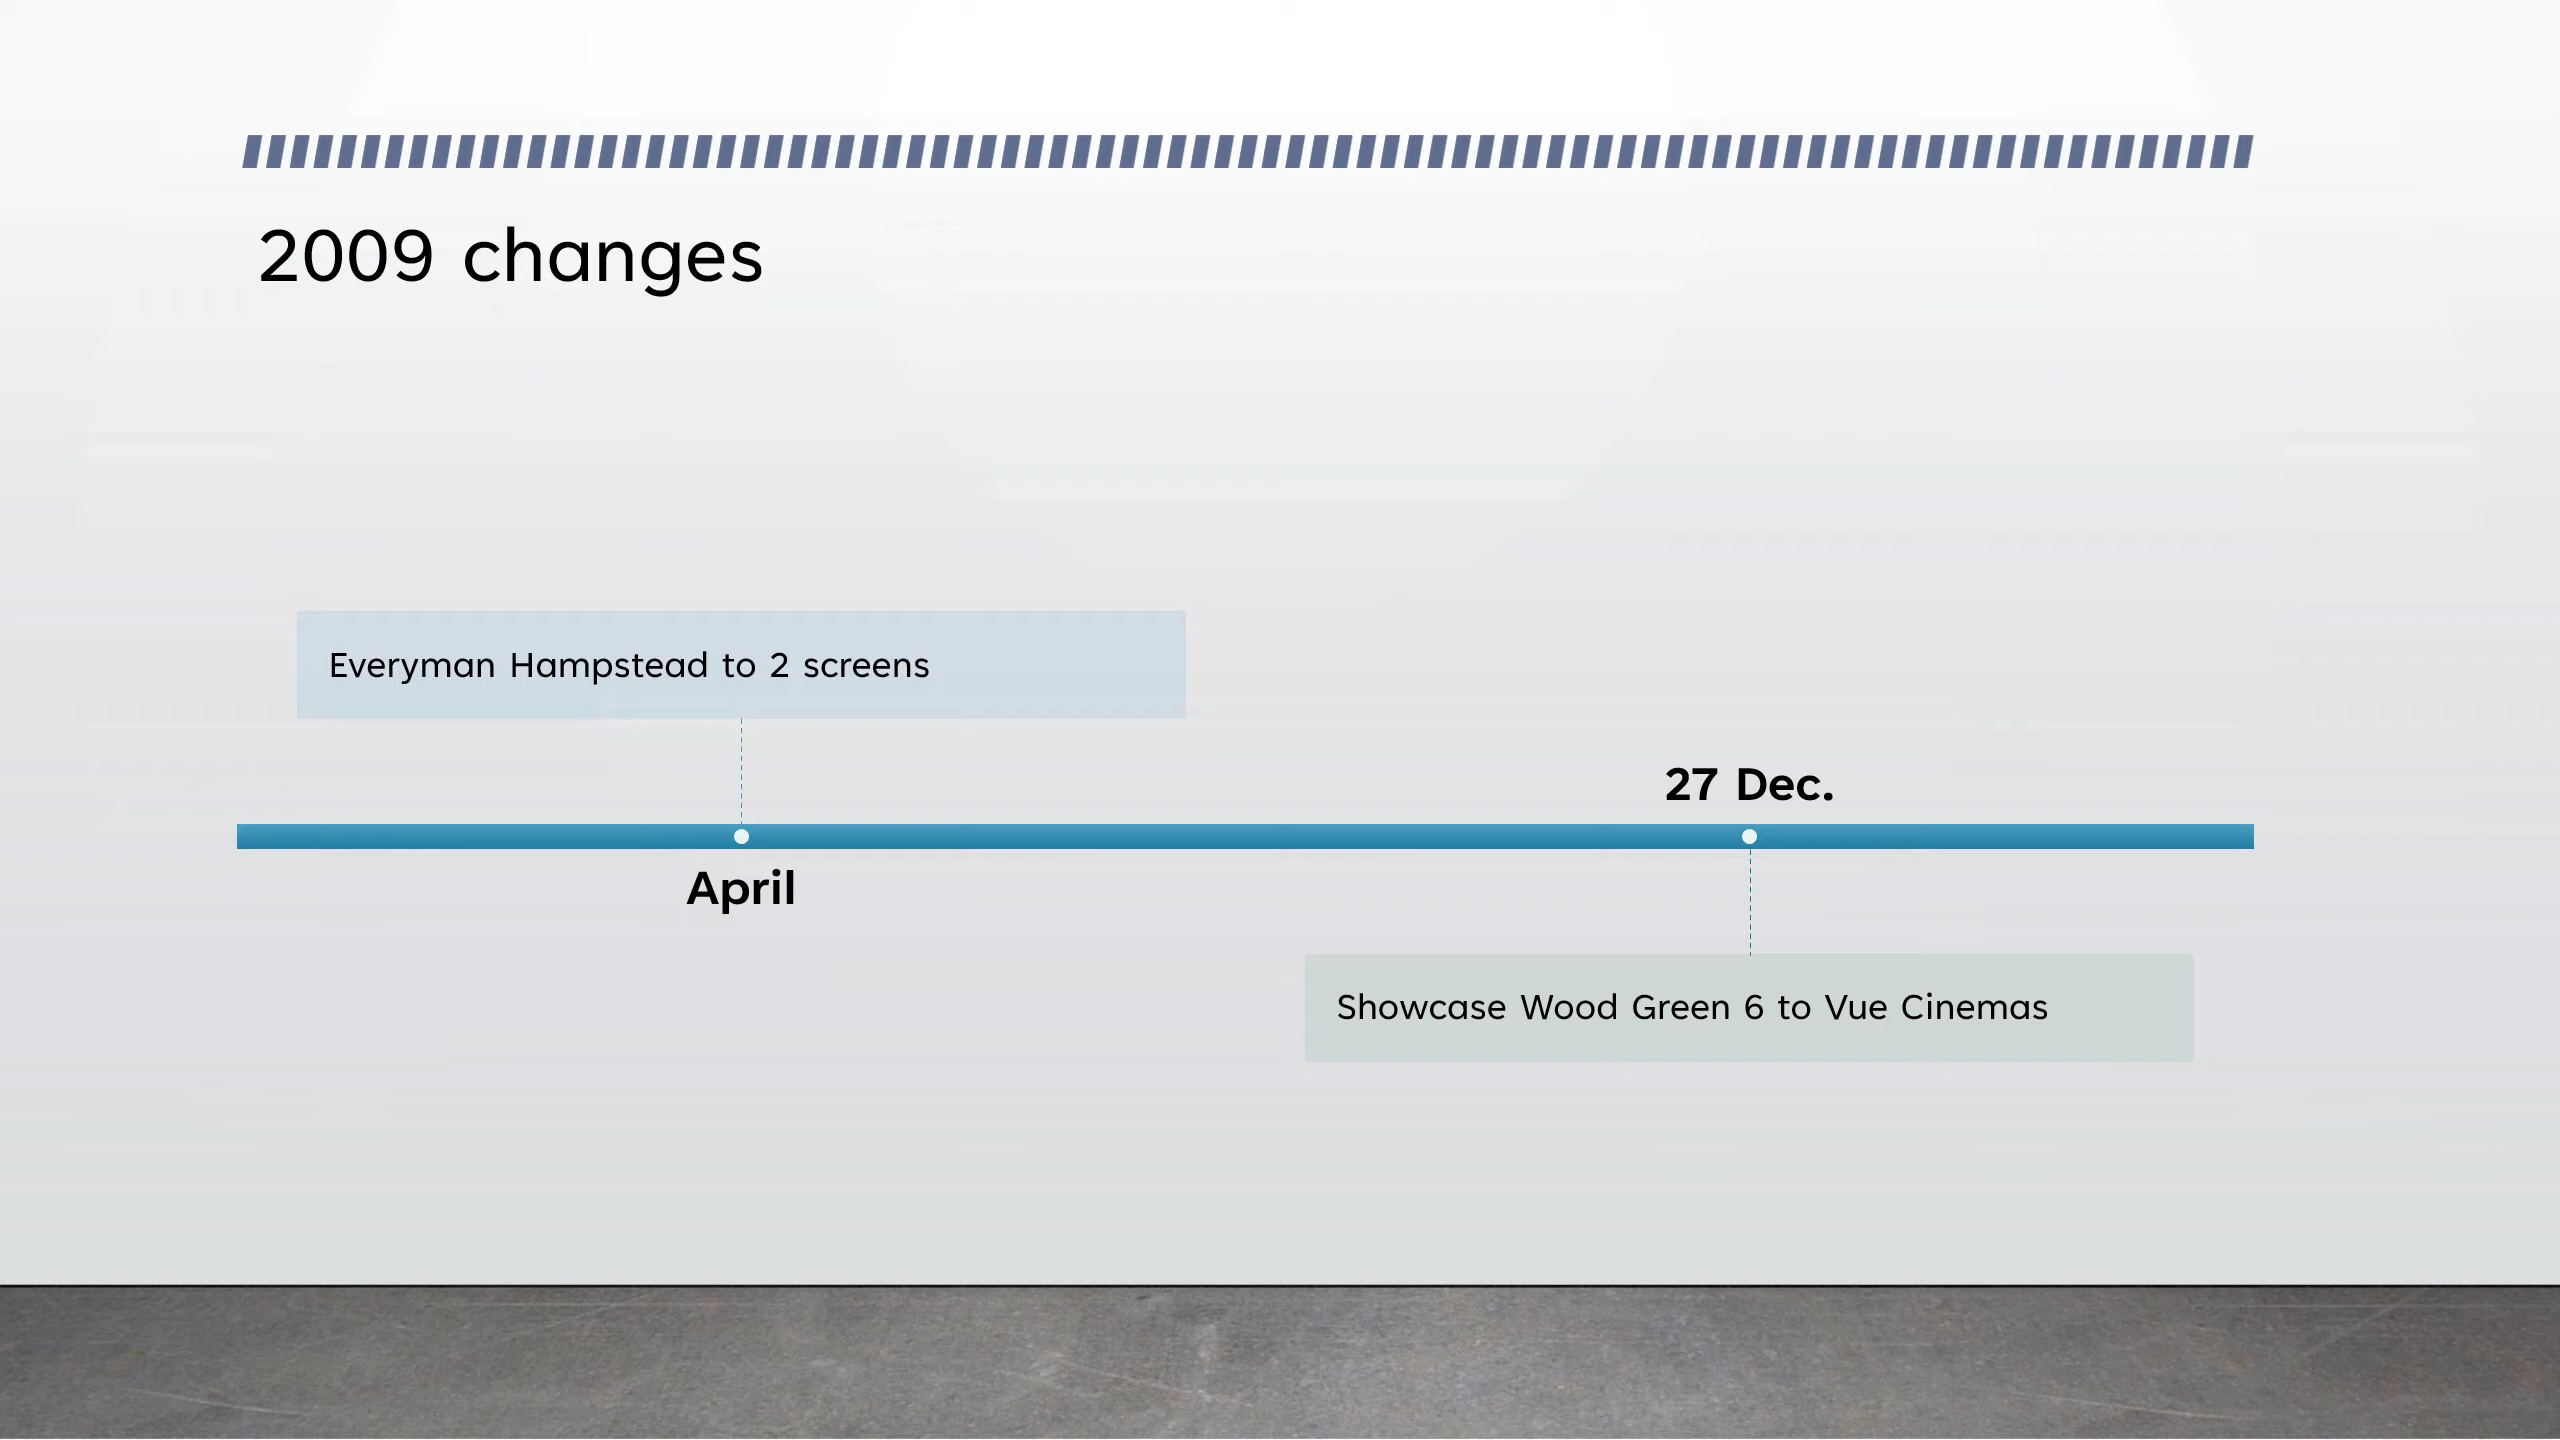 2009 changes
Everyman Hampstead to 2 screens
April
27 Dec.
Showcase Wood Green 6 to Vue Cinemas